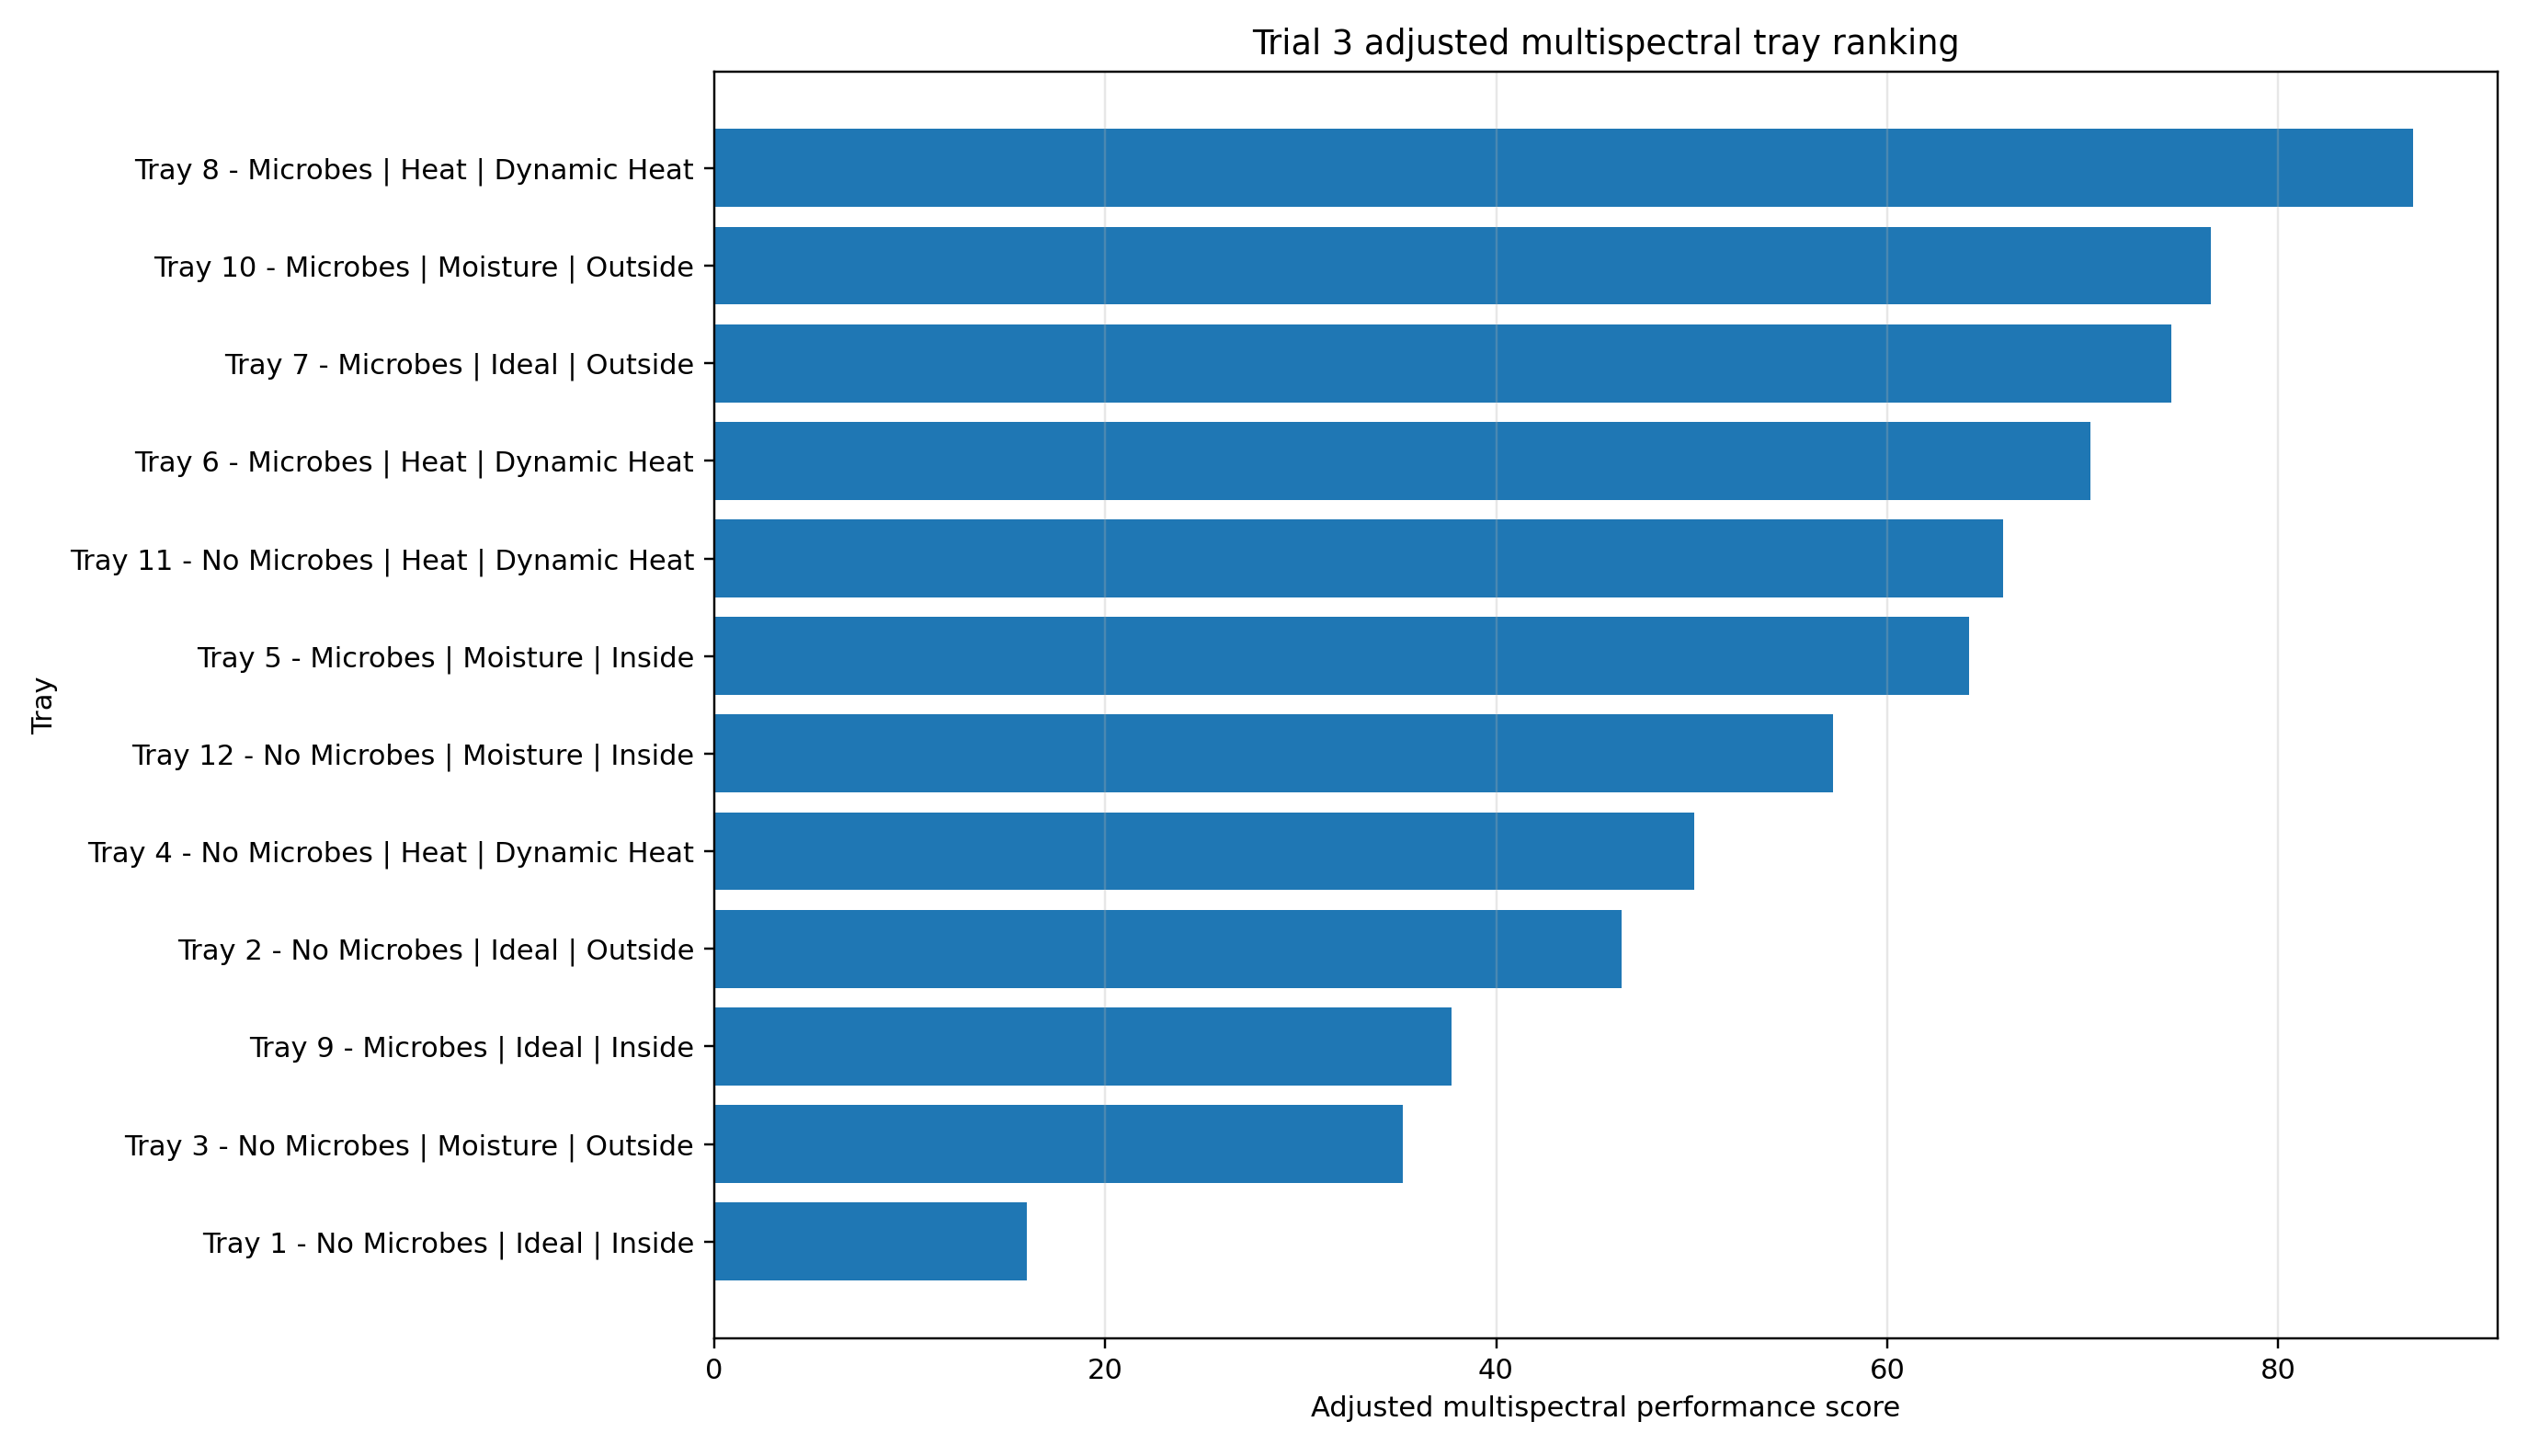 Trial 3 adjusted multispectral tray ranking
Tray 8 - Microbes | Heat | Dynamic Heat
Tray 10 - Microbes | Moisture | Outside
Tray 7 - Microbes | Ideal | Outside
Tray 6 - Microbes | Heat | Dynamic Heat
Tray 11 - No Microbes | Heat | Dynamic Heat
Tray 5 - Microbes | Moisture | Inside
Tray 12 - No Microbes | Moisture | Inside
Tray 4 - No Microbes | Heat | Dynamic Heat
Tray 2 - No Microbes | Ideal | Outside
Tray 9 - Microbes | Ideal | Inside
Tray 3 - No Microbes | Moisture | Outside
Tray 1 - No Microbes | Ideal | Inside
Tray
0 20 40 60 80
Adjusted multispectral performance score